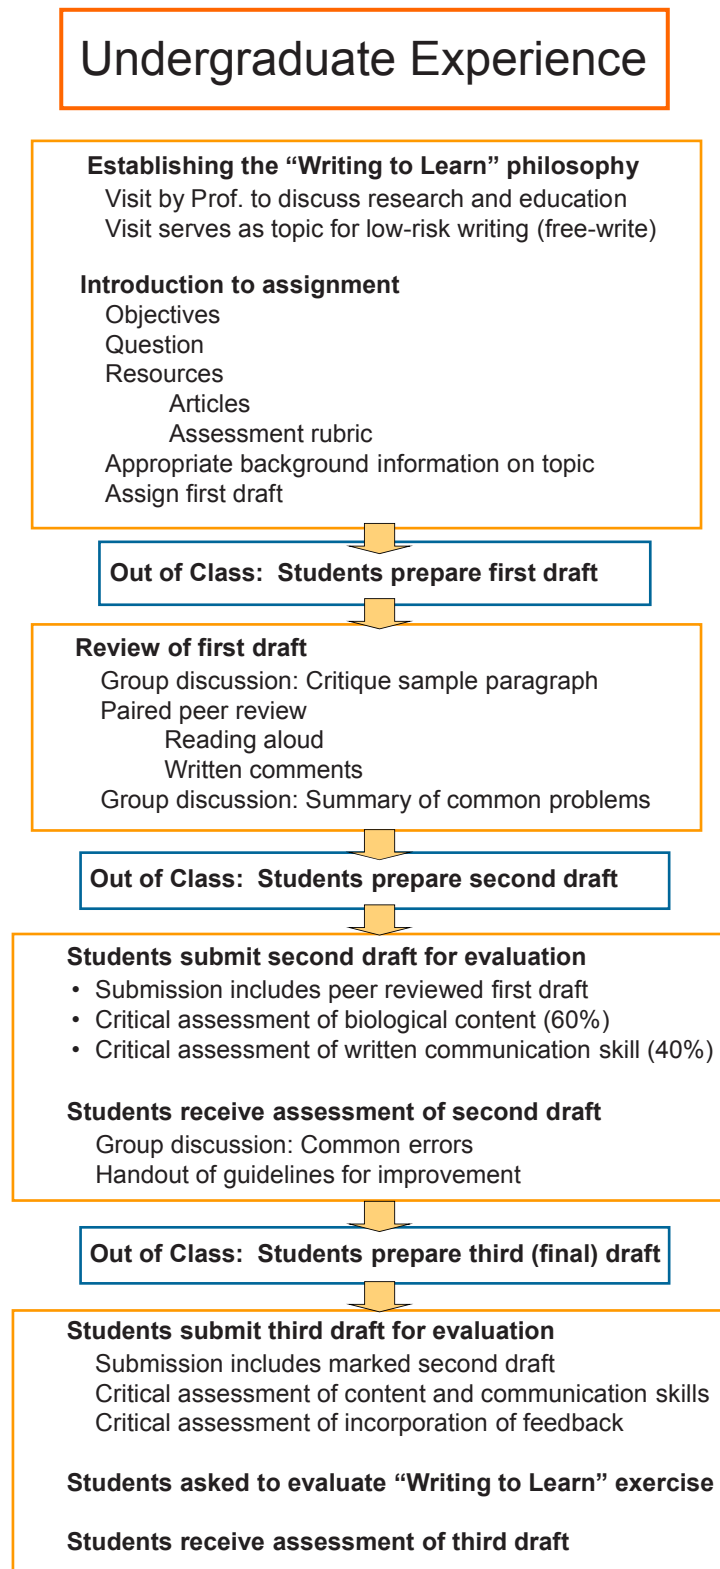 Undergraduate Experience
Establishing the “Writing to Learn” philosophy
Visit by Prof. to discuss research and education
Visit serves as topic for low-risk writing (free-write)
Introduction to assignment
Objectives
Question
Resources
Articles
Assessment rubric
Appropriate background information on topic
Assign first draft
Out of Class:  Students prepare first draft
Review of first draft
Group discussion: Critique sample paragraph
Paired peer review
Reading aloud
Written comments
Group discussion: Summary of common problems
Out of Class:  Students prepare second draft
Students submit second draft for evaluation
• Submission includes peer reviewed first draft
• Critical assessment of biological content (60%)
• Critical assessment of written communication skill (40%)
Students receive assessment of second draft
Group discussion: Common errors
Handout of guidelines for improvement
Out of Class:  Students prepare third (final) draft
Students submit third draft for evaluation
Submission includes marked second draft
Critical assessment of content and communication skills
Critical assessment of incorporation of feedback
Students asked to evaluate “Writing to Learn” exercise
Students receive assessment of third draft